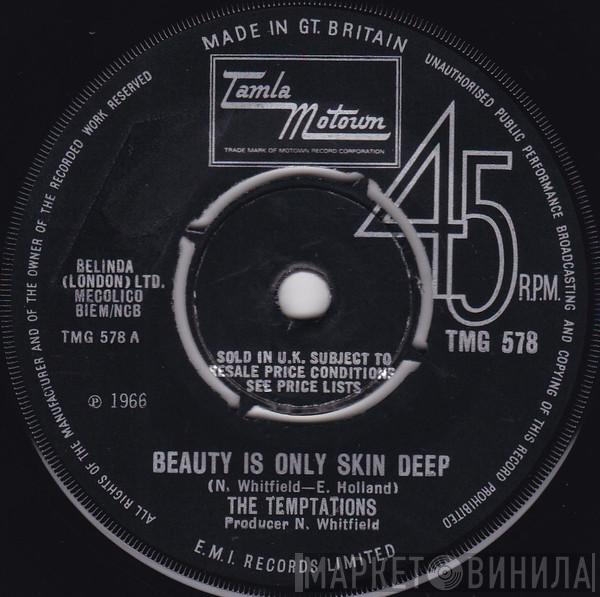 MADE IN GT. BRITAIN
UNAUTHORISED PUBLIC PERFORMANCE BROADCASTING AND COPYING OF THIS RECORD PROHIBITED
ALL RIGHTS OF THE MANUFACTURER AND OF THE OWNER OF THE RECORDED WORK RESERVED
Tamla
Motown
TRADE MARK OF MOTOWN RECORD CORPORATION
45
R.P.M.
BELINDA
(LONDON) LTD.
MECOLICO
BIEM/NCB
TMG 578 A
TMG 578
SOLD IN U.K. SUBJECT TO
RESALE PRICE CONDITIONS
SEE PRICE LISTS
℗ 1966
BEAUTY IS ONLY SKIN DEEP
(N. Whitfield—E. Holland)
THE TEMPTATIONS
Producer N. Whitfield
E.M.I. RECORDS LIMITED
МАРКЕТ ВИНИЛА